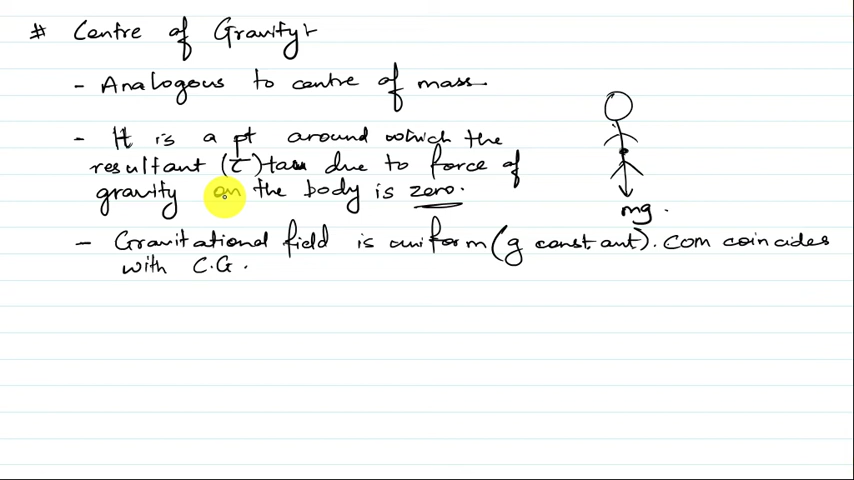 # Centre of Gravity:-
- Analogous to centre of mass
- It is a pt around which the
resultant (τ) tau due to force of
gravity on the body is zero.
mg.
- Gravitational field is uniform (g constant). COM coincides
with C.G.